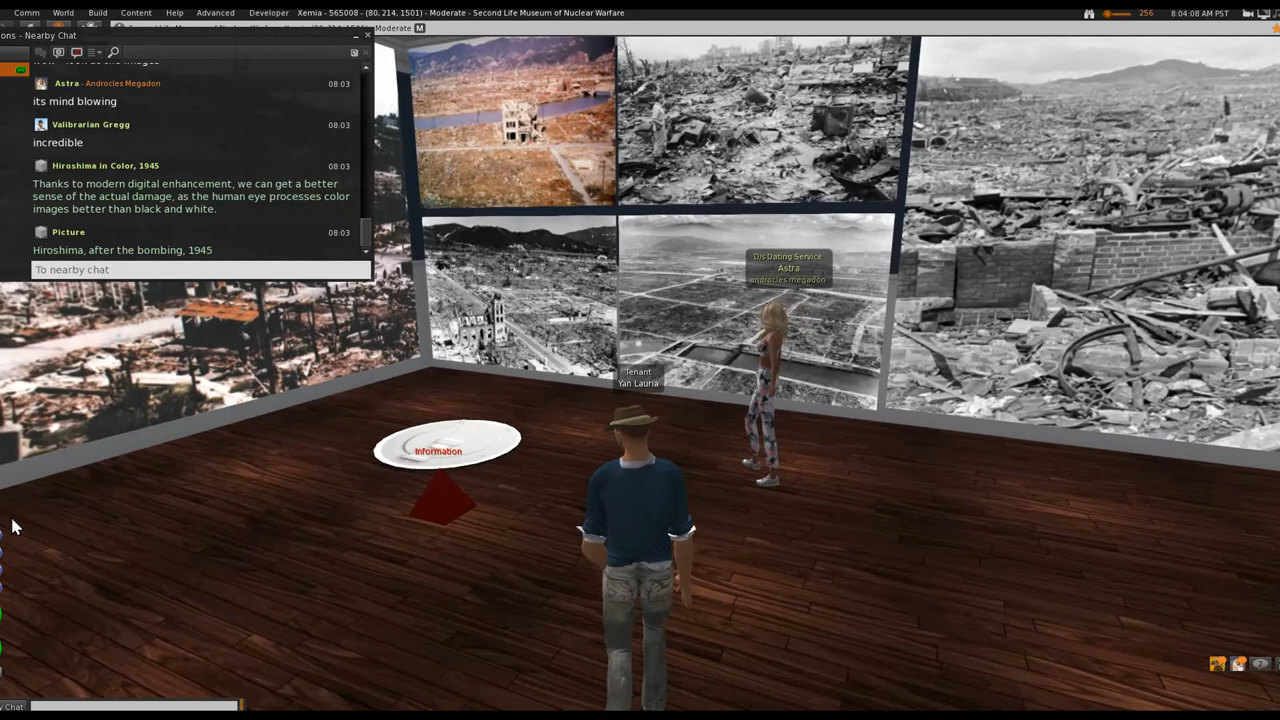 Comm World Build Content Help Advanced Developer Xemia - 565008 - (80, 214, 1501) - Moderate - Second Life Museum of Nuclear Warfare 256 8:04:08 AM PST
Moderate M
ons - Nearby Chat
Astra - Androcles Megadon 08:03
its mind blowing
Valibrarian Gregg 08:03
incredible
Hiroshima in Color, 1945 08:03
Thanks to modern digital enhancement, we can get a better
sense of the actual damage, as the human eye processes color
images better than black and white.
Picture 08:03
Hiroshima, after the bombing, 1945
To nearby chat
D/s Dating Service
Astra
androcles.megadon
Tenant
Yan Lauria
Information
y Chat